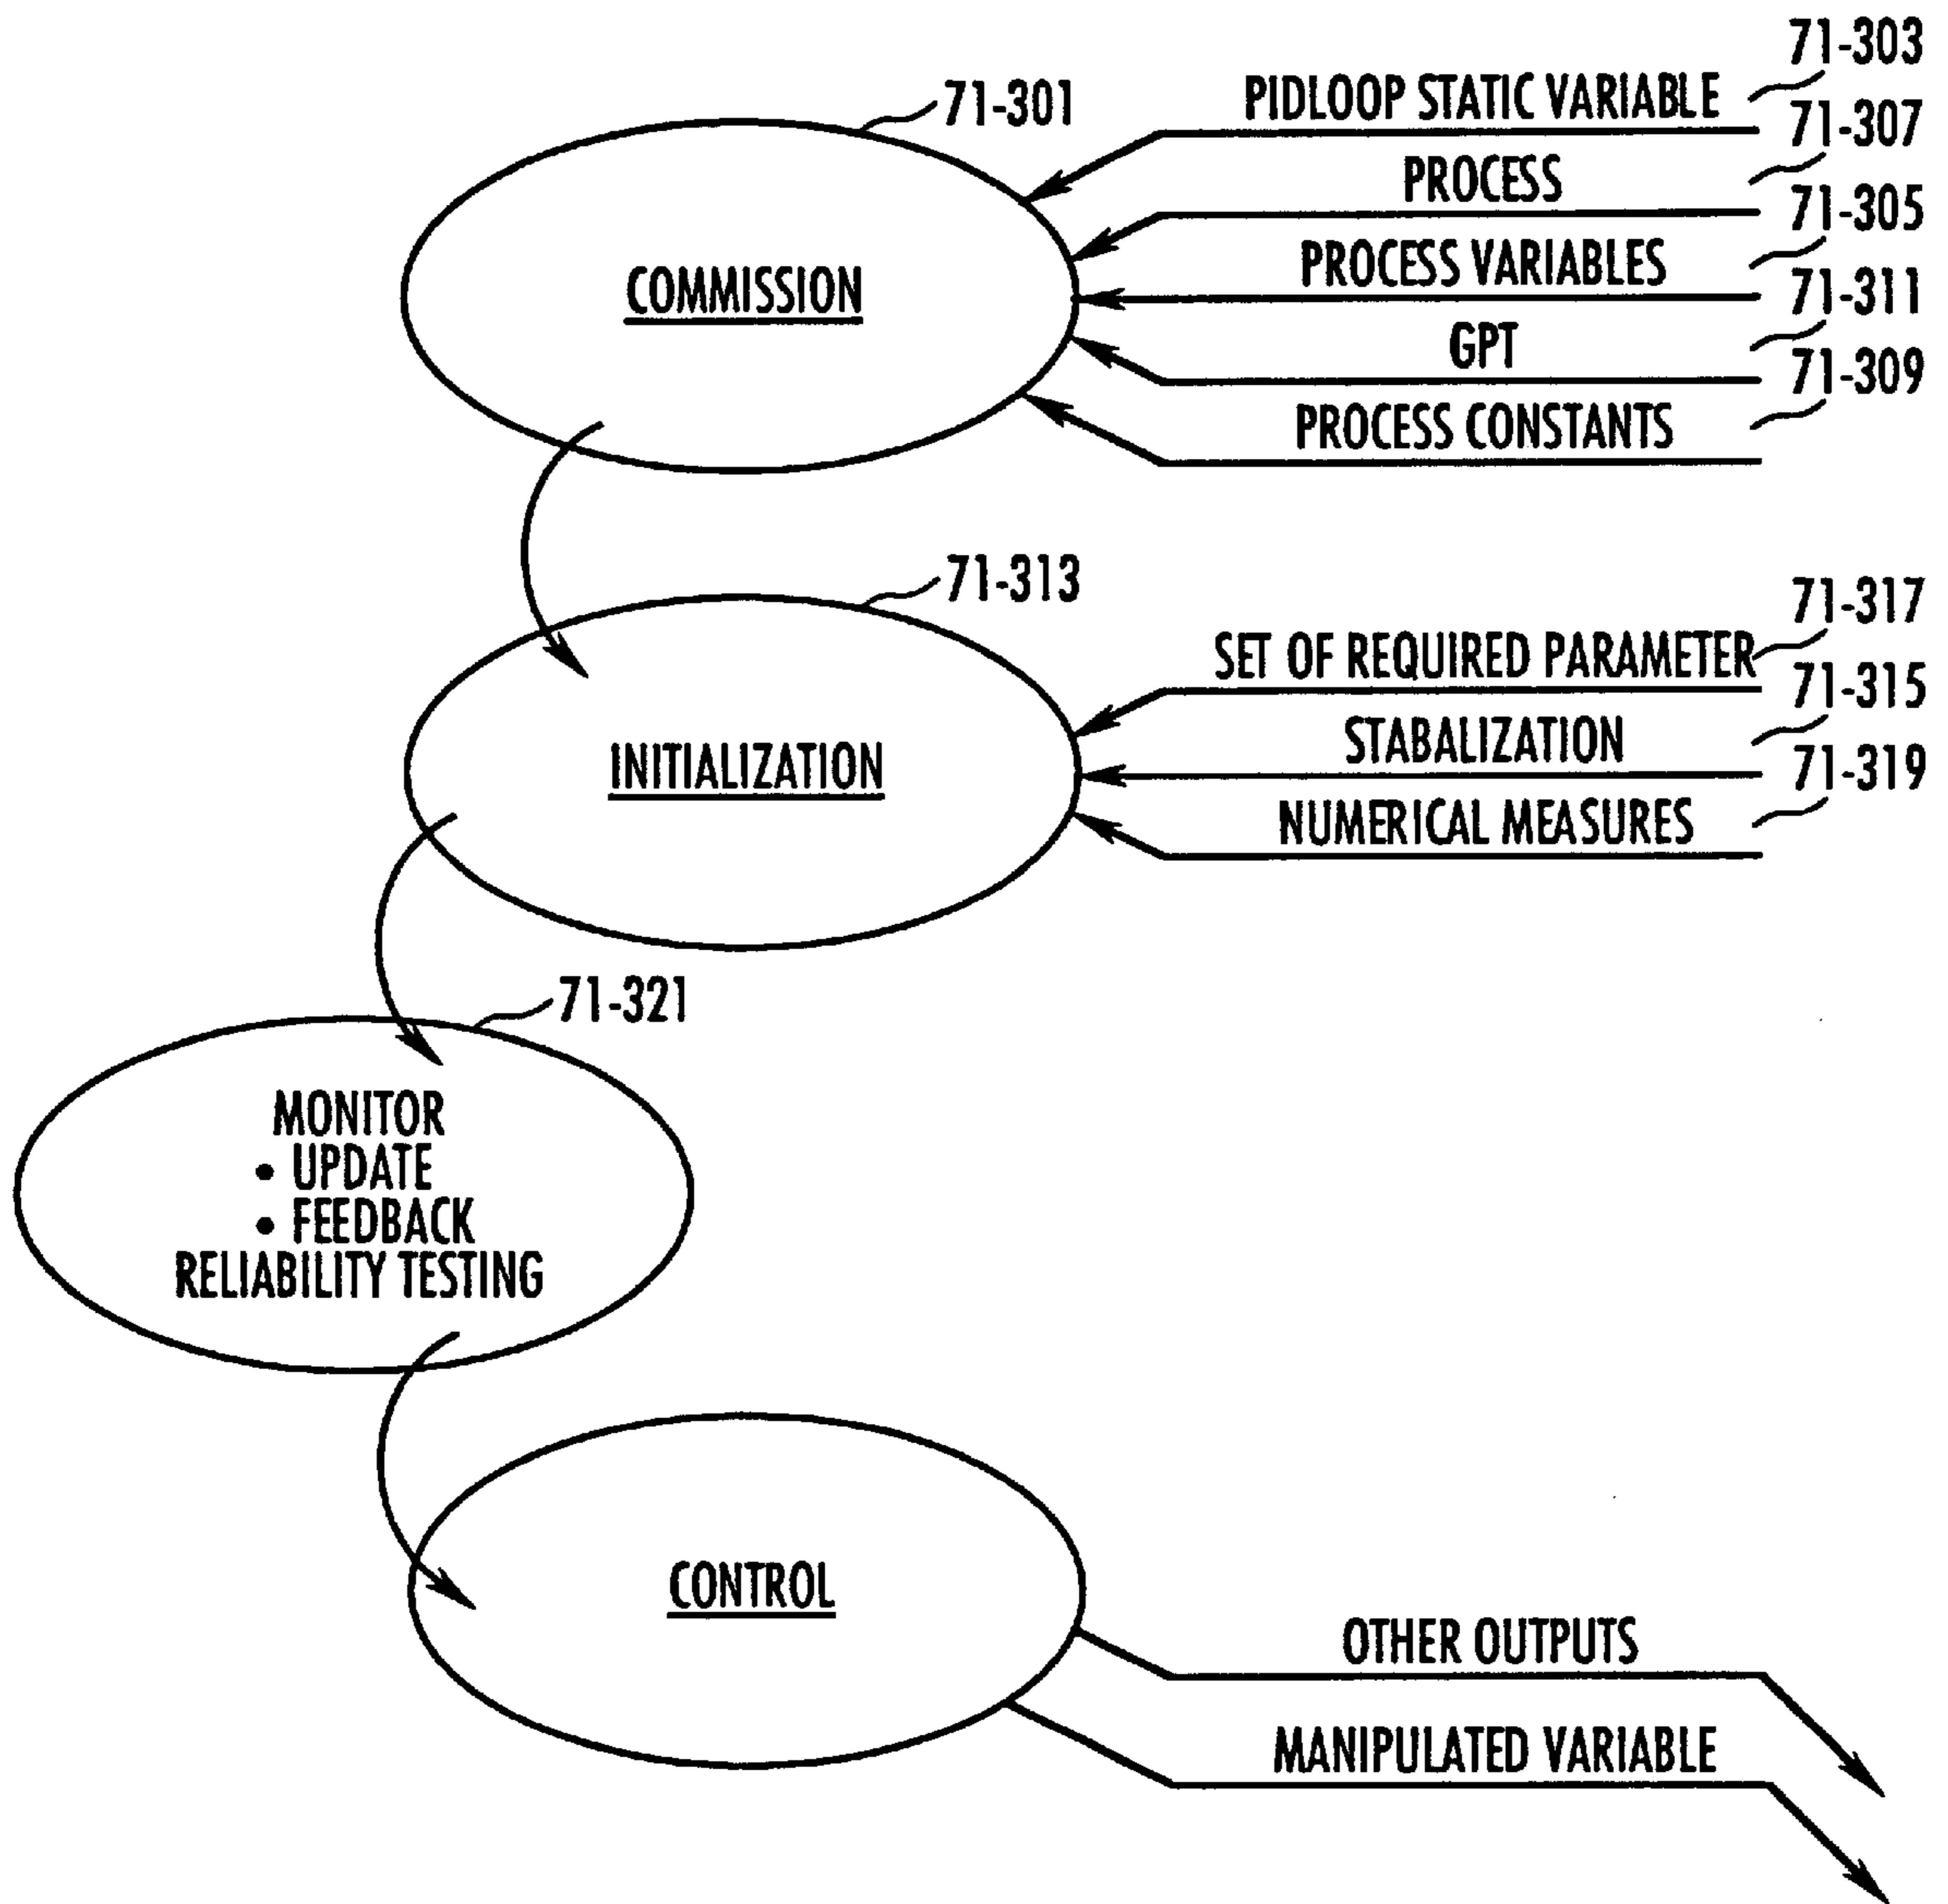 71-303
71-301
PIDLOOP STATIC VARIABLE
71-307
PROCESS
71-305
PROCESS VARIABLES
71-311
COMMISSION
GPT
71-309
PROCESS CONSTANTS
71-313
71-317
SET OF REQUIRED PARAMETER
71-315
STABALIZATION
71-319
INITIALIZATION
NUMERICAL MEASURES
71-321
MONITOR
• UPDATE
• FEEDBACK
RELIABILITY TESTING
CONTROL
OTHER OUTPUTS
MANIPULATED VARIABLE